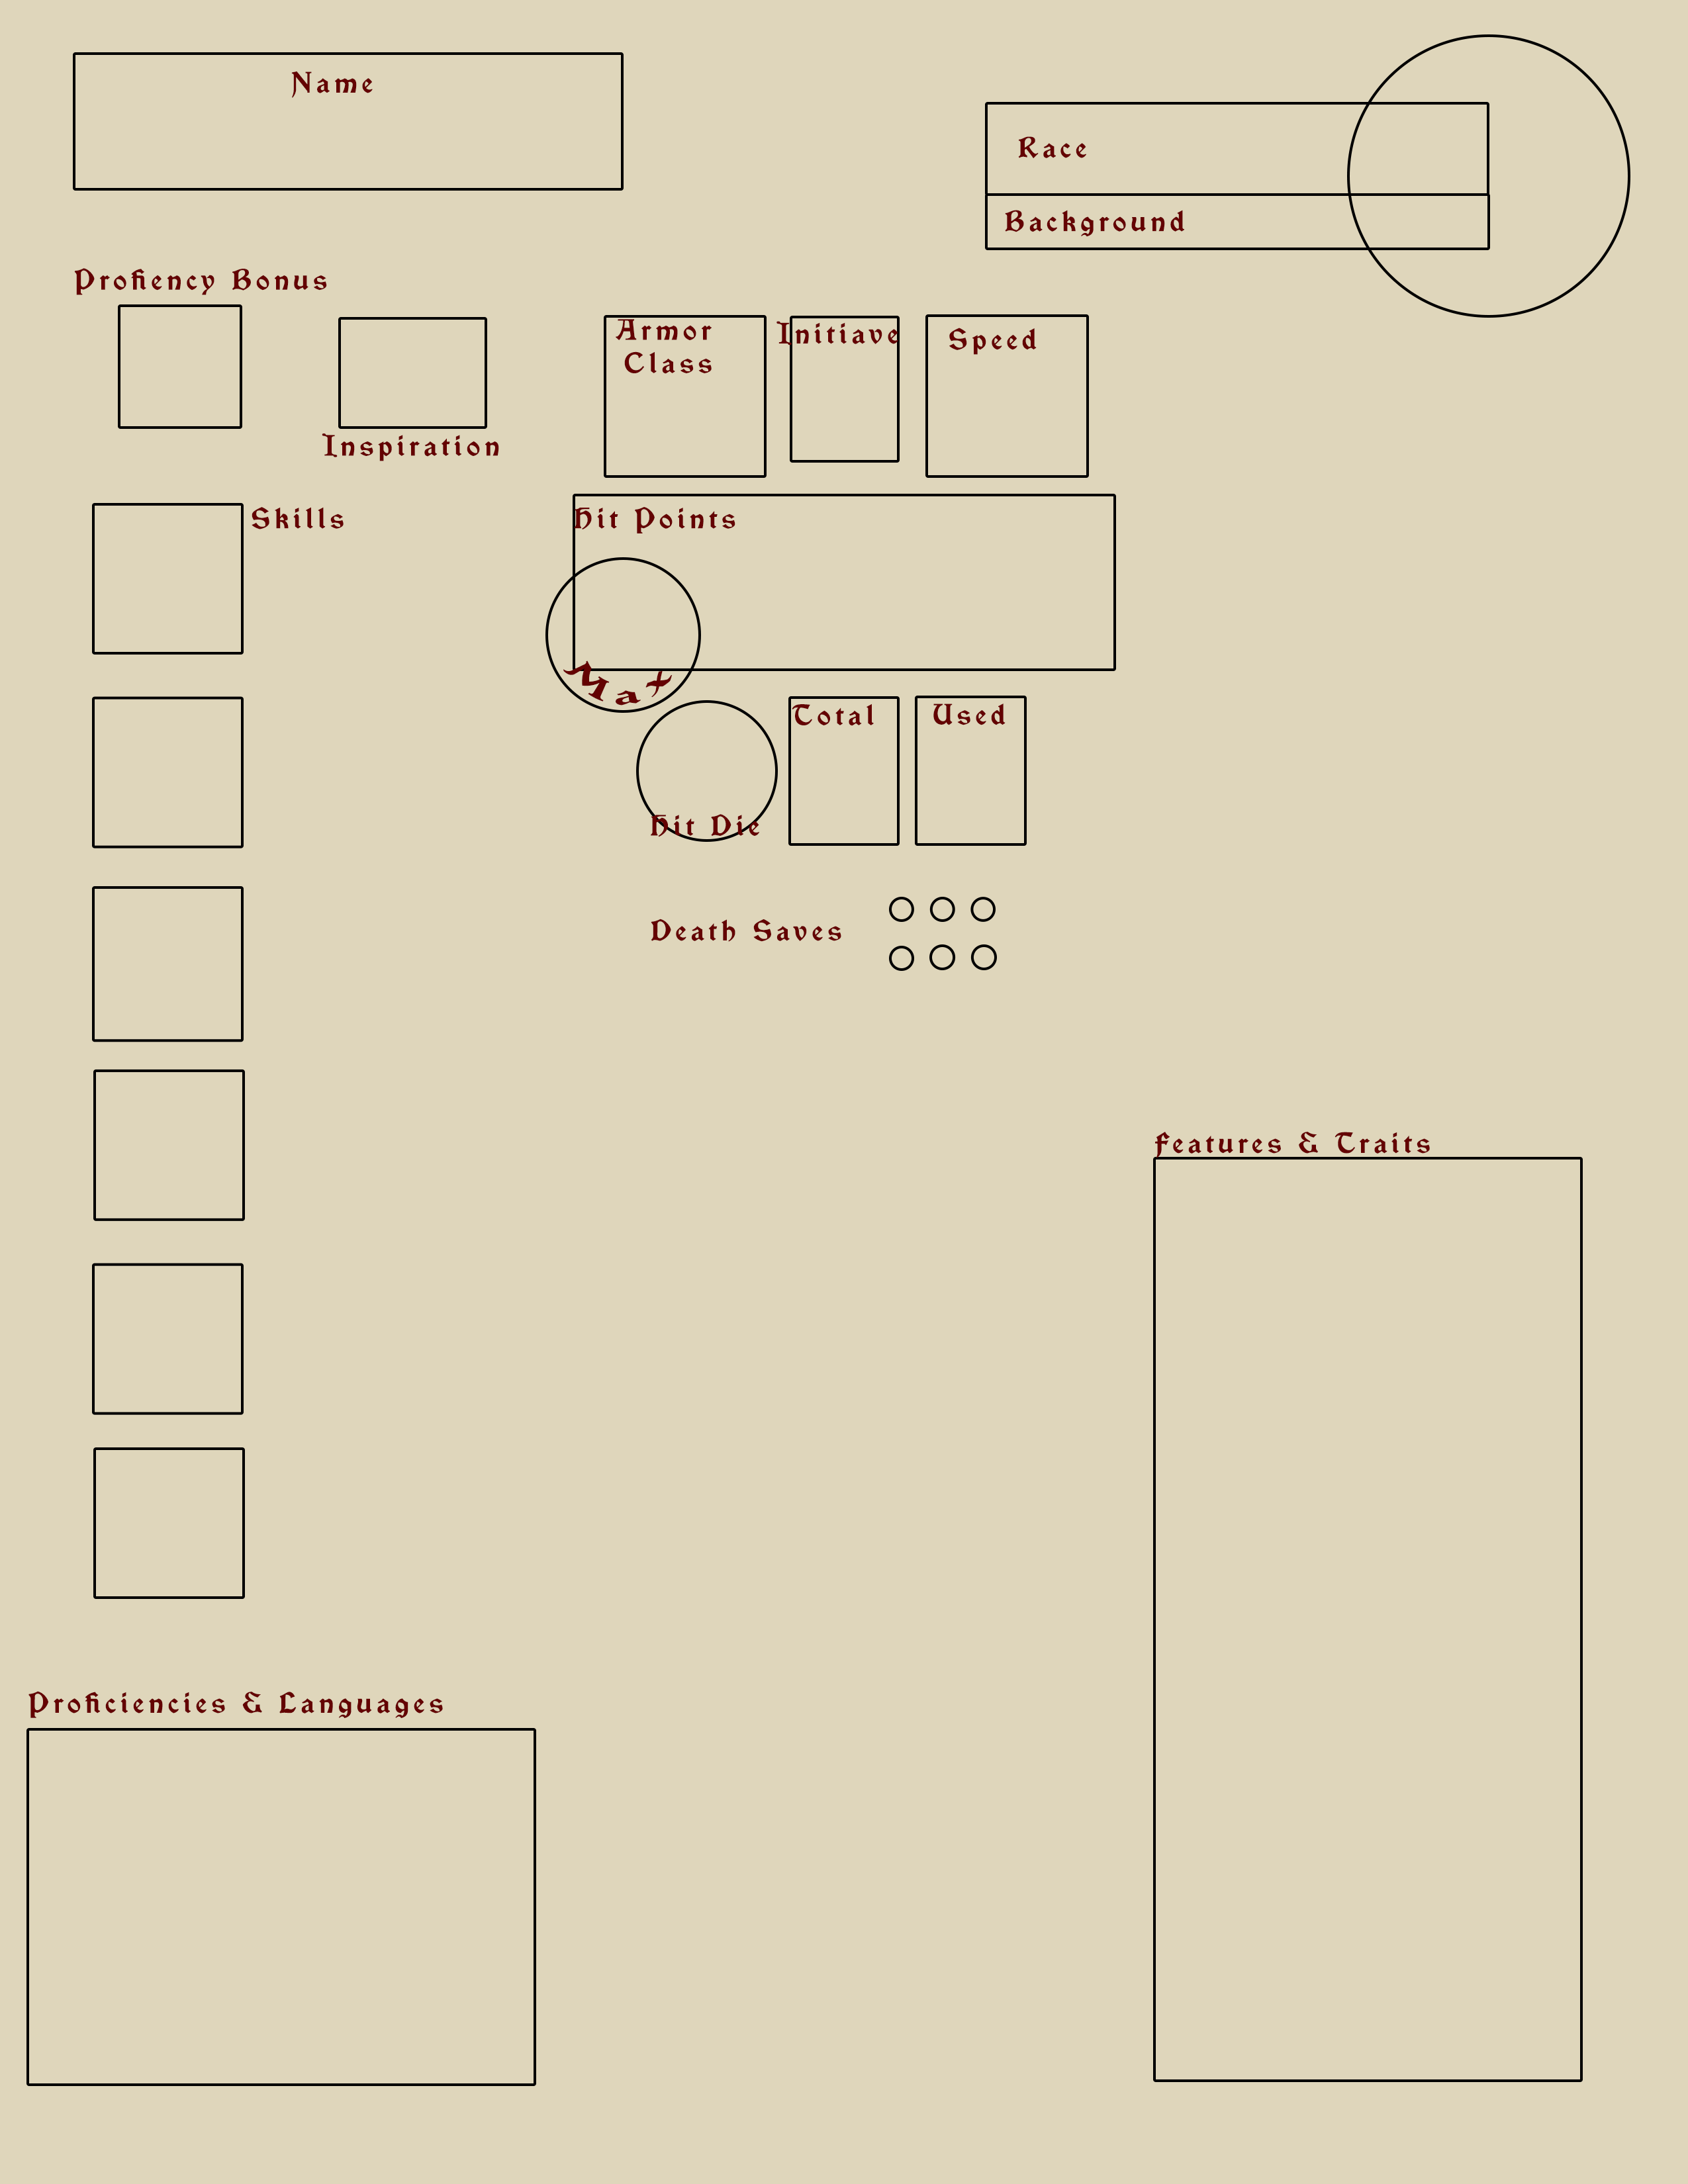 Name
Race
Background
Profiency Bonus
Armor
Class
Initiave
Speed
Inspiration
Skills
Hit Points
Max
Total
Used
Hit Die
Death Saves
Features & Traits
Proficiencies & Languages